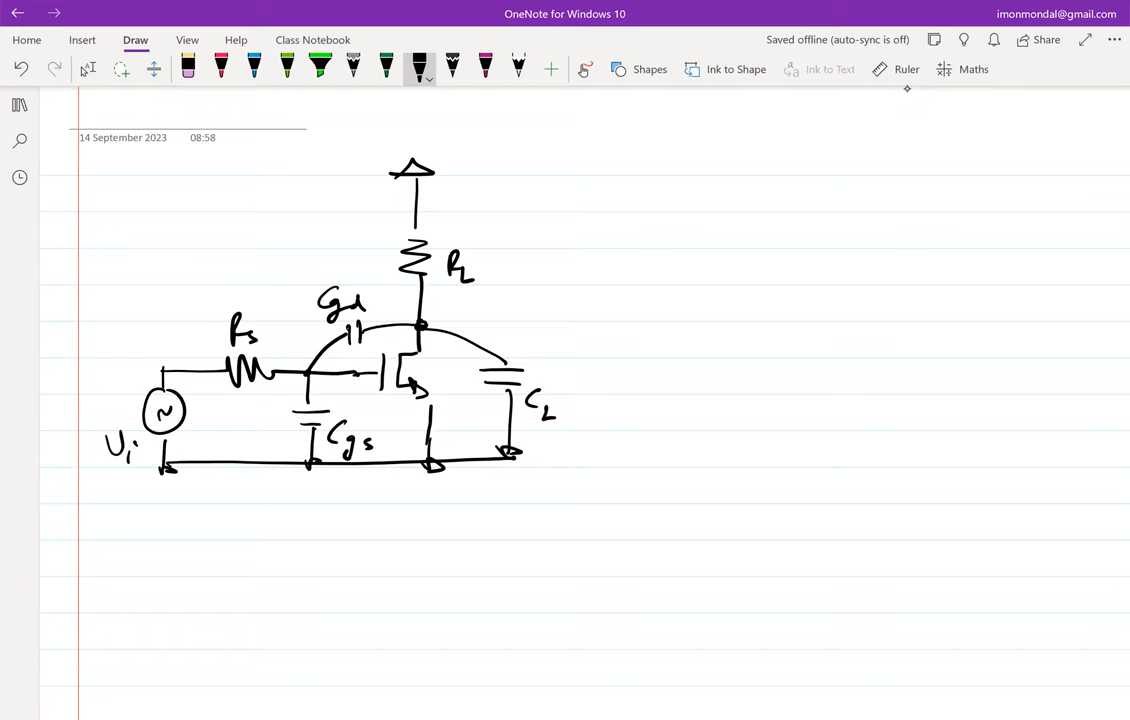 OneNote for Windows 10
imonmondal@gmail.com
Home Insert Draw View Help Class Notebook
Saved offline (auto-sync is off)
Share
Shapes
Ink to Shape
Ink to Text
Ruler
Maths
14 September 2023 08:58
RL
Cgd
Rs
CL
Cgs
Vi